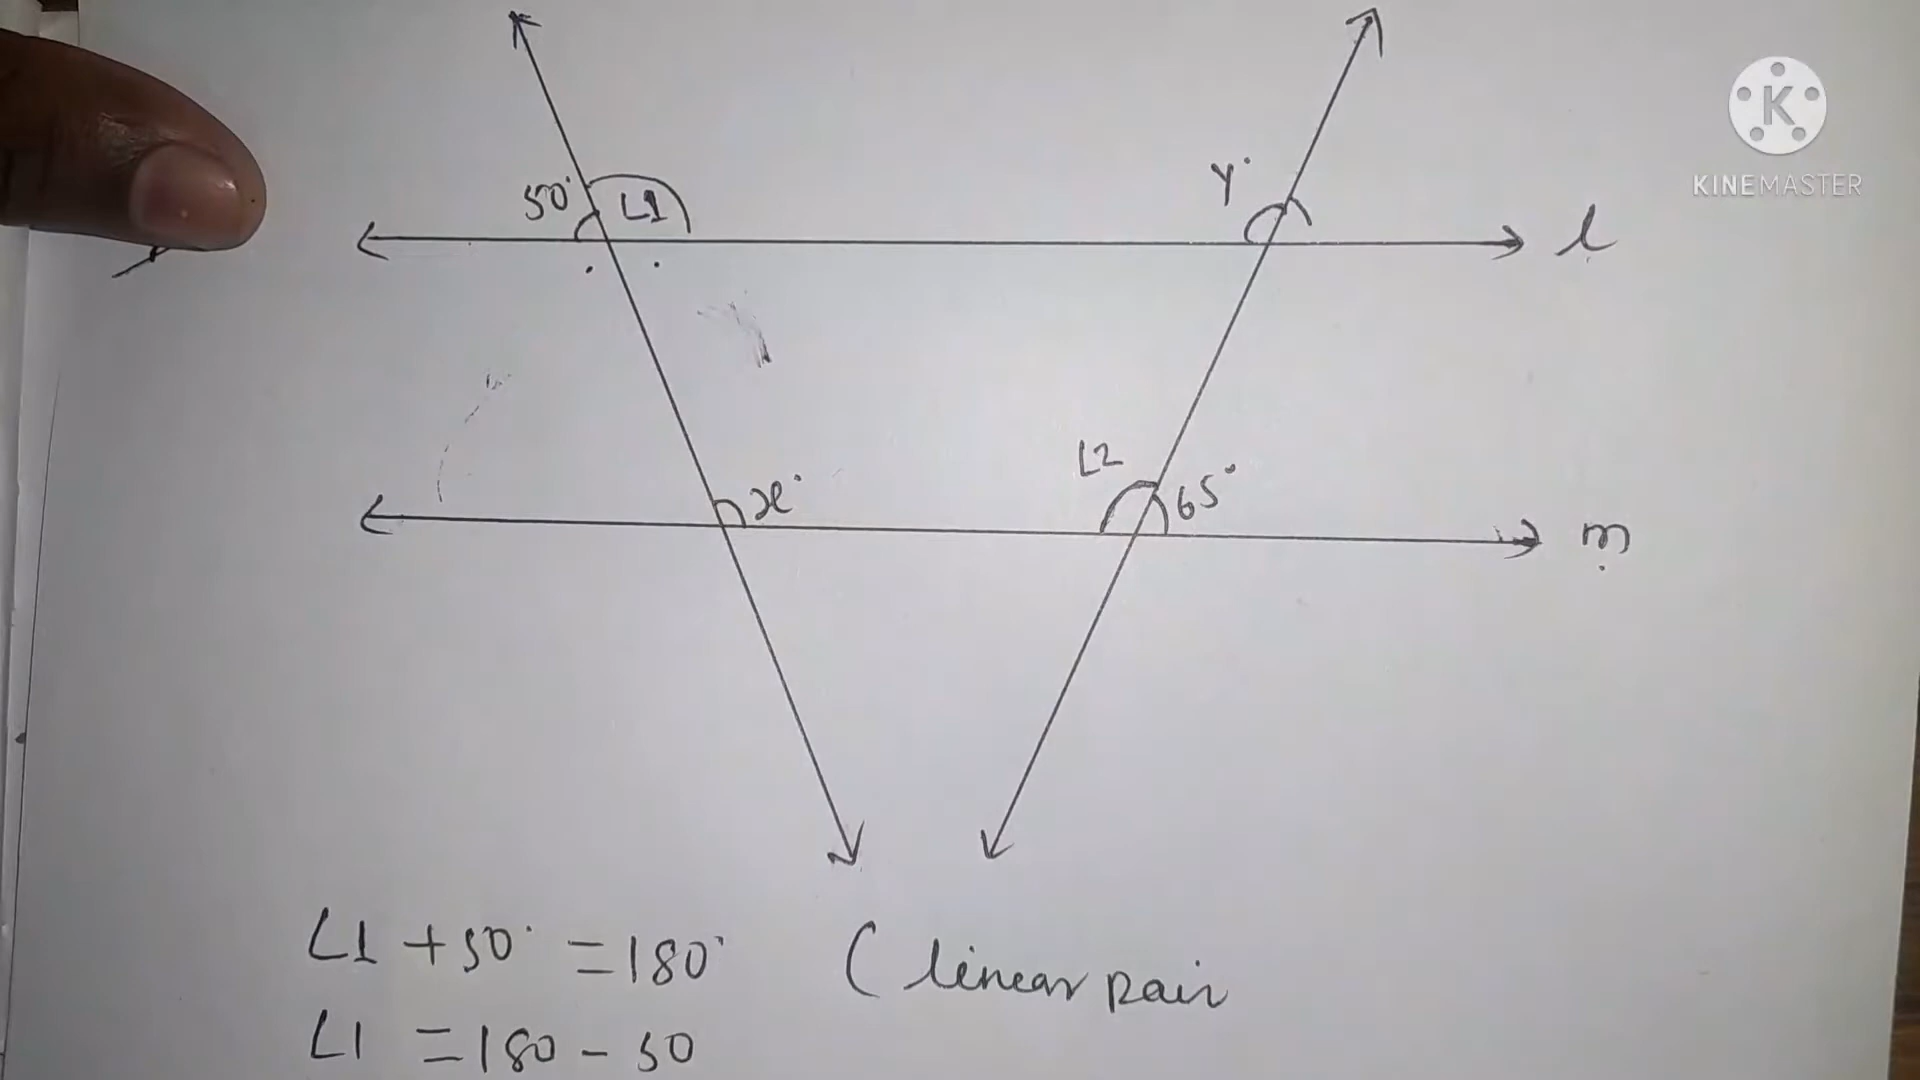 K
KINEMASTER
50° ∠1
Y°
l
∠2
x° 65°
m
∠1 + 50° = 180° ( linear pair
∠1 = 180 - 50